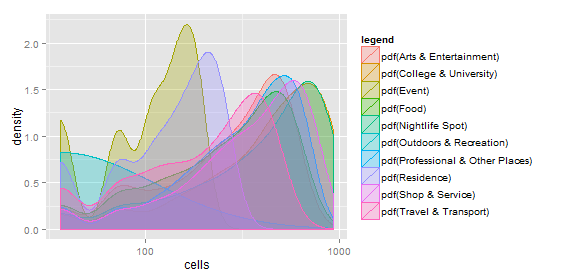 density
2.0
1.5
1.0
0.5
0.0
100
1000
cells
legend
pdf(Arts & Entertainment)
pdf(College & University)
pdf(Event)
pdf(Food)
pdf(Nightlife Spot)
pdf(Outdoors & Recreation)
pdf(Professional & Other Places)
pdf(Residence)
pdf(Shop & Service)
pdf(Travel & Transport)